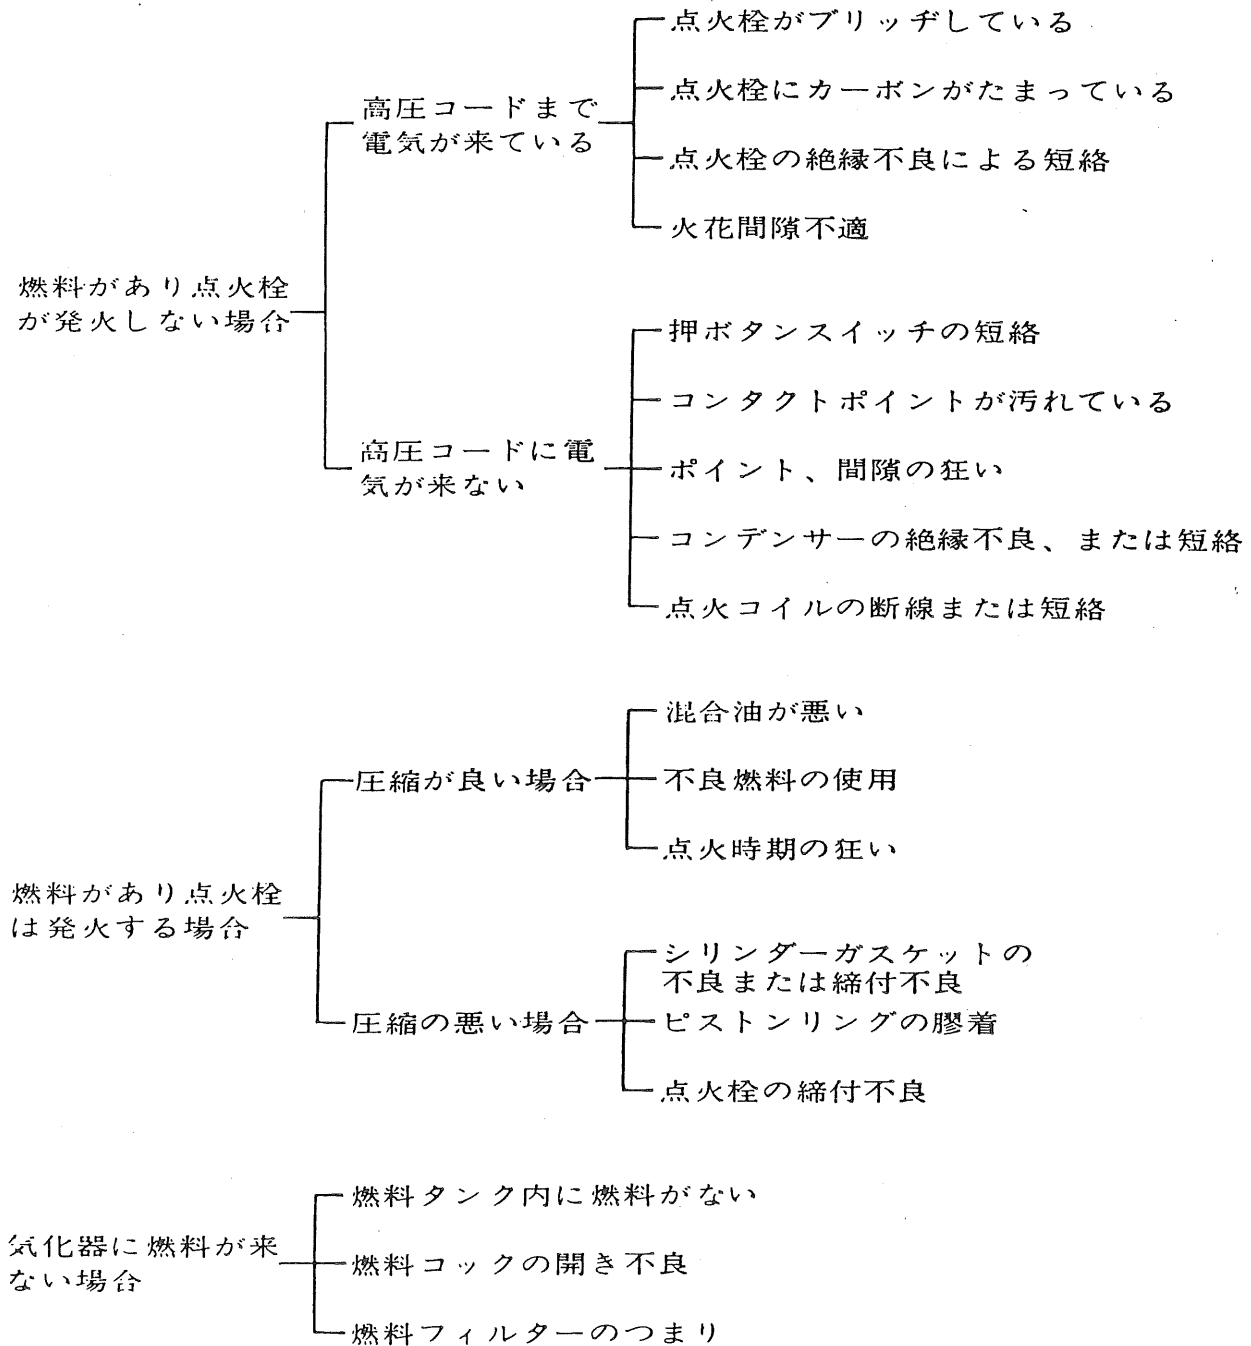 燃料があり点火栓
が発火しない場合
高圧コードまで
電気が来ている
点火栓がブリッヂしている
点火栓にカーボンがたまっている
点火栓の絶縁不良による短絡
火花間隙不適
高圧コードに電
気が来ない
押ボタンスイッチの短絡
コンタクトポイントが汚れている
ポイント、間隙の狂い
コンデンサーの絶縁不良、または短絡
点火コイルの断線または短絡
燃料があり点火栓
は発火する場合
圧縮が良い場合
混合油が悪い
不良燃料の使用
点火時期の狂い
圧縮の悪い場合
シリンダーガスケットの
不良または締付不良
ピストンリングの膠着
点火栓の締付不良
気化器に燃料が来
ない場合
燃料タンク内に燃料がない
燃料コックの開き不良
燃料フィルターのつまり